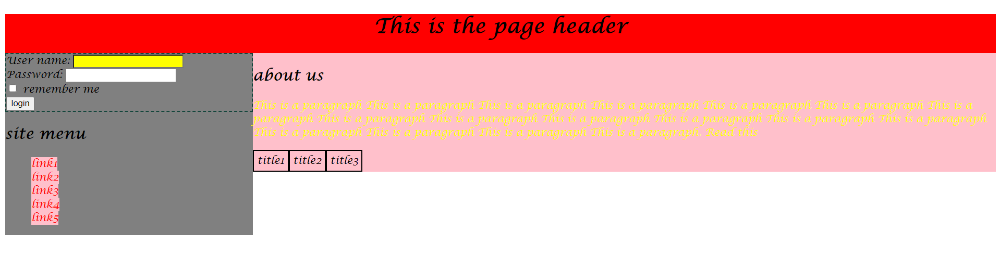 This is the page header
User name:
Password:
remember me
login
site menu
link1
link2
link3
link4
link5
about us
This is a paragraph This is a paragraph This is a paragraph This is a paragraph This is a paragraph This is a paragraph This is a
paragraph This is a paragraph This is a paragraph This is a paragraph This is a paragraph This is a paragraph This is a paragraph
This is a paragraph This is a paragraph This is a paragraph This is a paragraph. Read this
title1 title2 title3